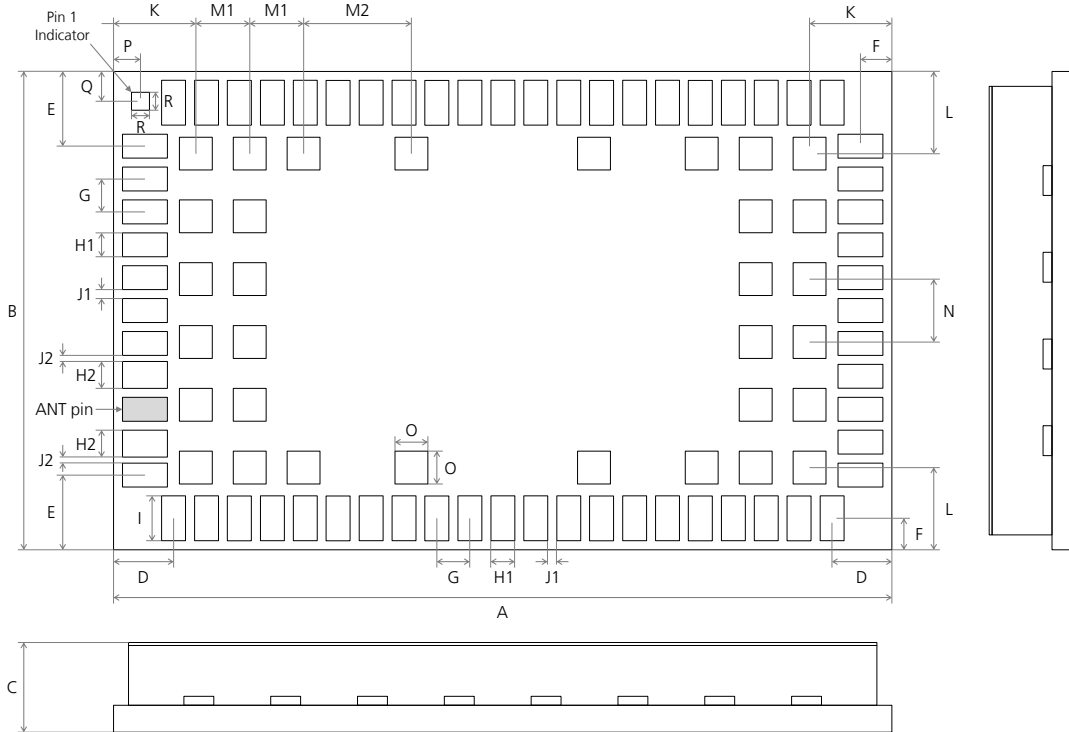 K M1 M1 M2 K
Pin 1
Indicator
P F
Q
E R L
R
G
H1
J1 N
B
J2
H2
ANT pin
H2 O
J2 O
E I L
F
D G H1 J1 D
A
C